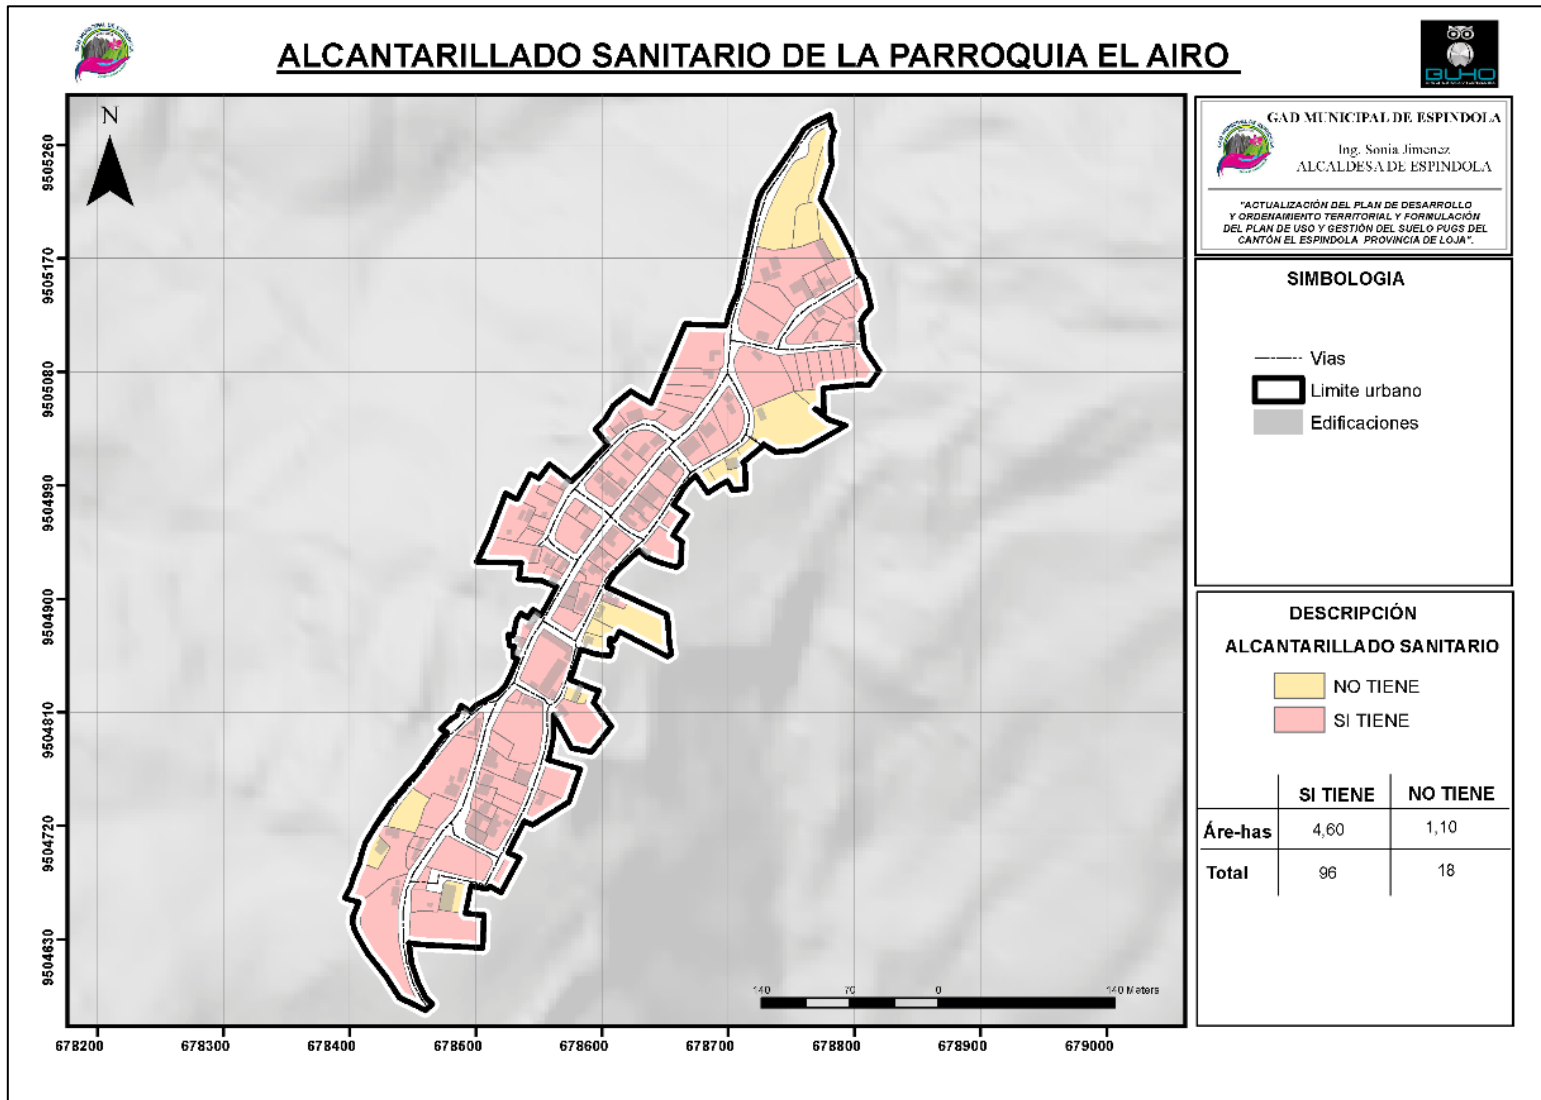 ALCANTARILLADO SANITARIO DE LA PARROQUIA EL AIRO
BUHO
N
GAD MUNICIPAL DE ESPINDOLA
Ing. Sonia Jimenez
ALCALDESA DE ESPINDOLA
"ACTUALIZACIÓN DEL PLAN DE DESARROLLO
Y ORDENAMIENTO TERRITORIAL Y FORMULACIÓN
DEL PLAN DE USO Y GESTIÓN DEL SUELO PUGS DEL
CANTÓN EL ESPINDOLA PROVINCIA DE LOJA".
SIMBOLOGIA
Vias
Limite urbano
Edificaciones
DESCRIPCIÓN
ALCANTARILLADO SANITARIO
NO TIENE
SI TIENE
SI TIENE NO TIENE
Áre-has 4,60 1,10
Total 96 18
9505260
9505170
9505080
9504990
9504900
9504810
9504720
9504630
140 70 0 140 Meters
678200 678300 678400 678500 678600 678700 678800 678900 679000